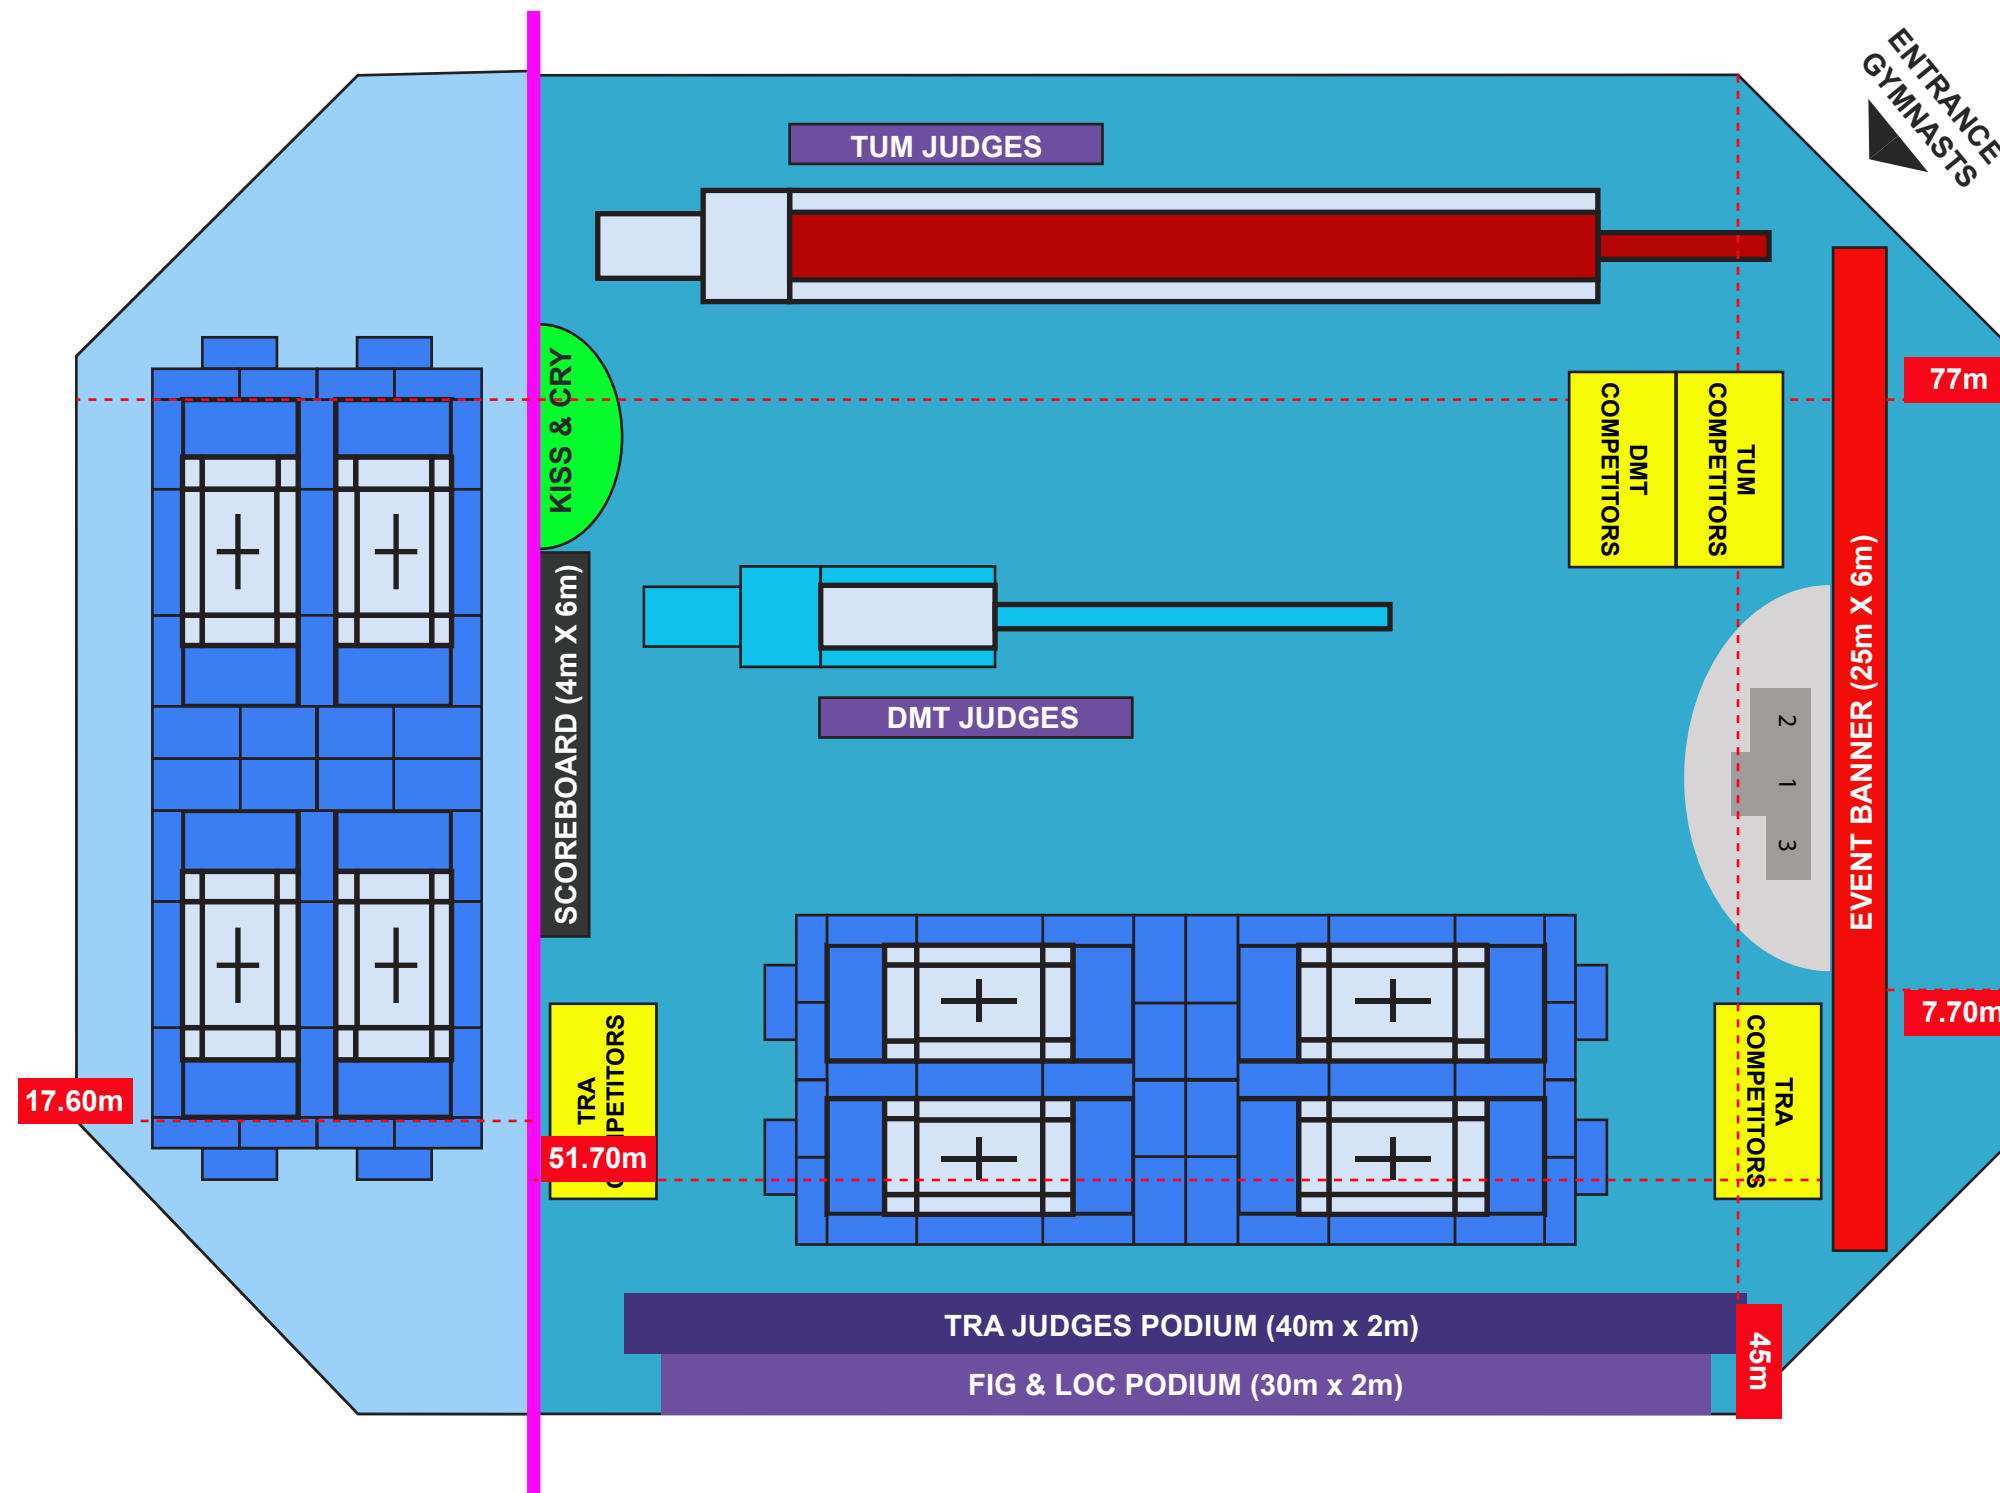 ENTRANCE
GYMNASTS
TUM JUDGES
KISS & CRY
77m
DMT
COMPETITORS
TUM
COMPETITORS
SCOREBOARD (4m X 6m)
DMT JUDGES
EVENT BANNER (25m X 6m)
2
1
3
7.70m
17.60m
TRA
PETITORS
51.70m
TRA
COMPETITORS
TRA JUDGES PODIUM (40m x 2m)
FIG & LOC PODIUM (30m x 2m)
45m